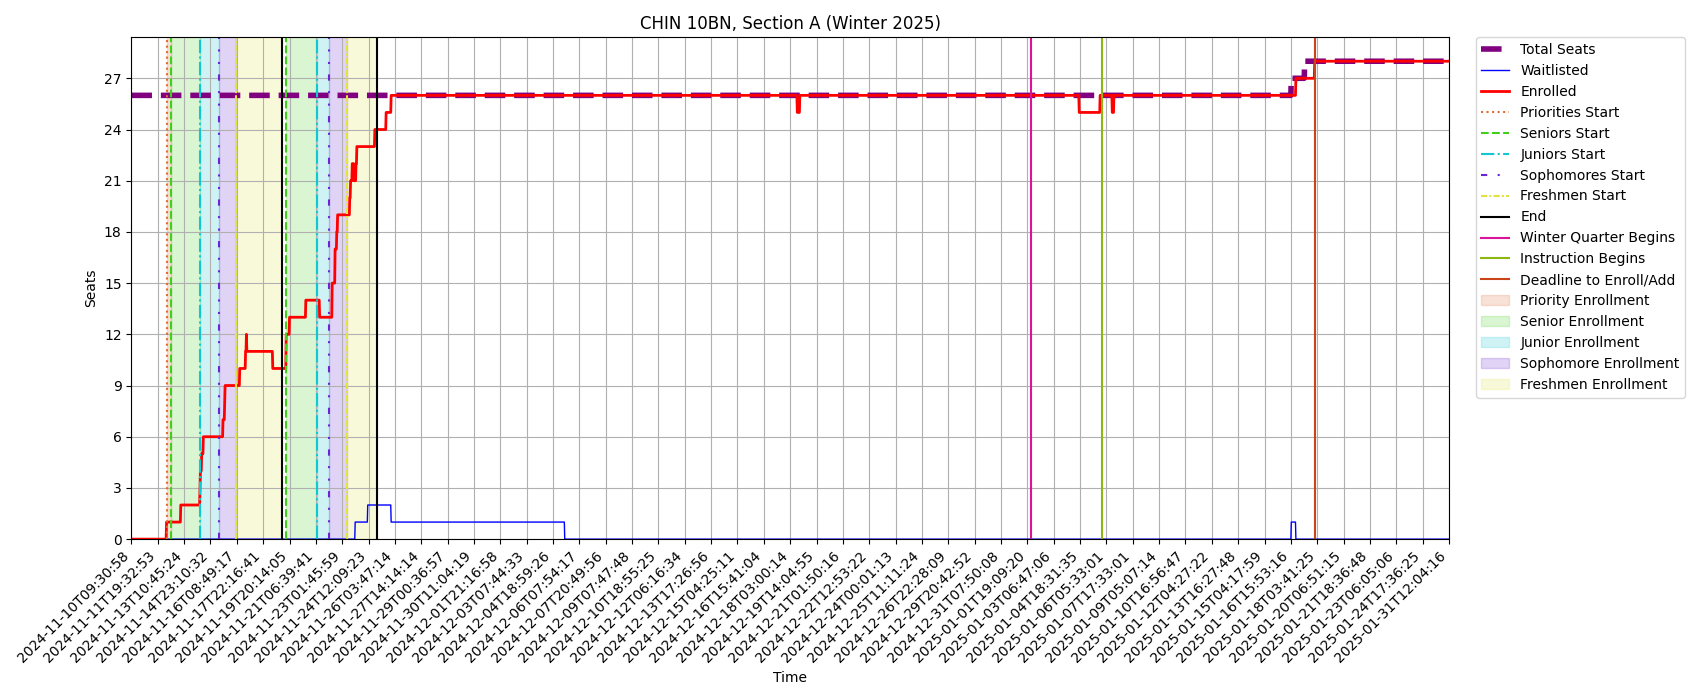 CHIN 10BN, Section A (Winter 2025)
Seats
27
24
21
18
15
12
9
6
3
0
2024-11-10T09:30:58
2024-11-11T19:32:53
2024-11-13T10:45:24
2024-11-14T23:10:32
2024-11-16T08:49:17
2024-11-17T22:16:41
2024-11-19T20:14:05
2024-11-21T06:39:41
2024-11-23T01:45:59
2024-11-24T12:09:23
2024-11-26T03:47:14
2024-11-27T14:14:14
2024-11-29T00:36:57
2024-11-30T11:04:19
2024-12-01T21:16:58
2024-12-03T07:44:33
2024-12-04T18:59:26
2024-12-06T07:54:17
2024-12-07T20:49:56
2024-12-09T07:47:48
2024-12-10T18:55:25
2024-12-12T06:16:34
2024-12-13T17:26:56
2024-12-15T04:25:11
2024-12-16T15:41:04
2024-12-18T03:00:14
2024-12-19T14:04:55
2024-12-21T01:50:16
2024-12-22T12:53:22
2024-12-24T00:01:13
2024-12-25T11:11:24
2024-12-26T22:28:09
2024-12-29T20:42:52
2024-12-31T07:50:08
2025-01-01T19:09:20
2025-01-03T06:47:06
2025-01-04T18:31:35
2025-01-06T05:33:01
2025-01-07T17:33:01
2025-01-09T05:07:14
2025-01-10T16:56:47
2025-01-12T04:27:22
2025-01-13T16:27:48
2025-01-15T04:17:59
2025-01-16T15:53:16
2025-01-18T03:41:25
2025-01-20T06:51:15
2025-01-21T18:36:48
2025-01-23T06:05:06
2025-01-24T17:36:25
2025-01-31T12:04:16
Time
Total Seats
Waitlisted
Enrolled
Priorities Start
Seniors Start
Juniors Start
Sophomores Start
Freshmen Start
End
Winter Quarter Begins
Instruction Begins
Deadline to Enroll/Add
Priority Enrollment
Senior Enrollment
Junior Enrollment
Sophomore Enrollment
Freshmen Enrollment